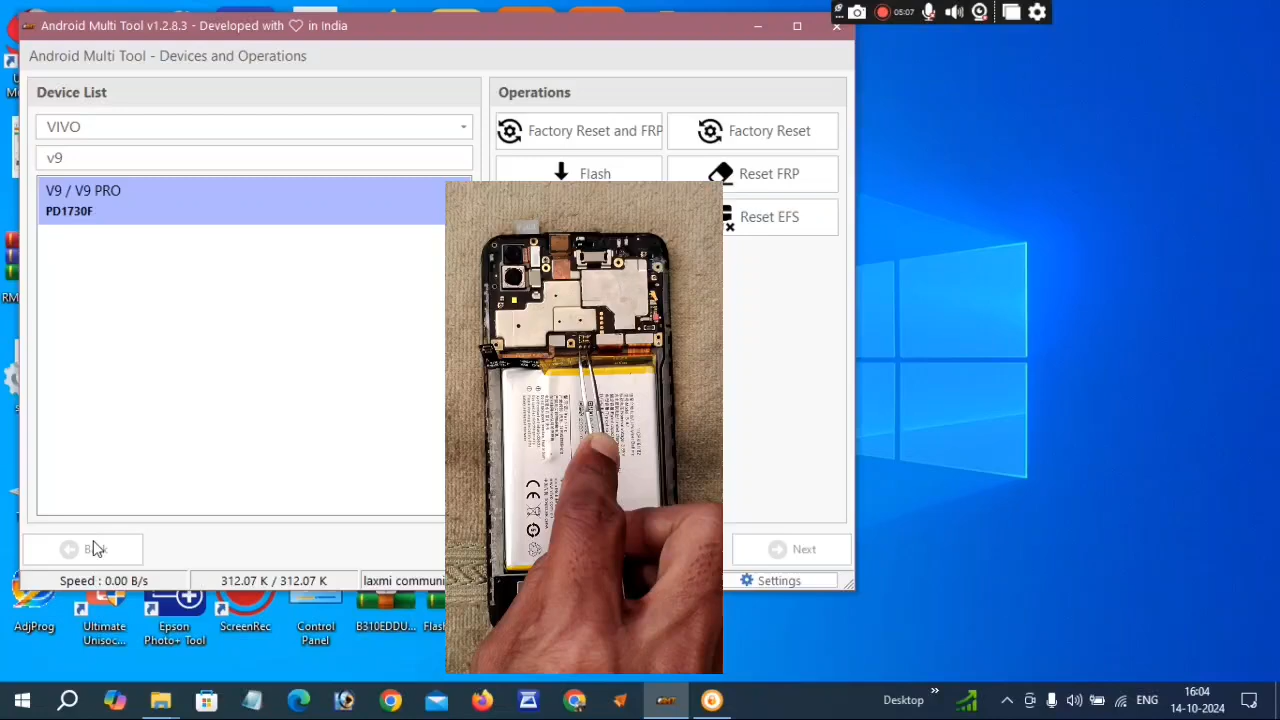 Android Multi Tool v1.2.8.3 - Developed with ♡ in India
05:07
Android Multi Tool - Devices and Operations
Device List
Operations
VIVO
Factory Reset and FRP
Factory Reset
v9
V9 / V9 PRO
Flash
Reset FRP
PD1730F
Reset EFS
Next
Speed : 0.00 B/s
312.07 K / 312.07 K
laxmi communi
Settings
AdjProg
Ultimate
Unisoc...
Epson
Photo+ Tool
ScreenRec
Control
Panel
B310EDDU...
Flash
Desktop
ENG
16:04
14-10-2024